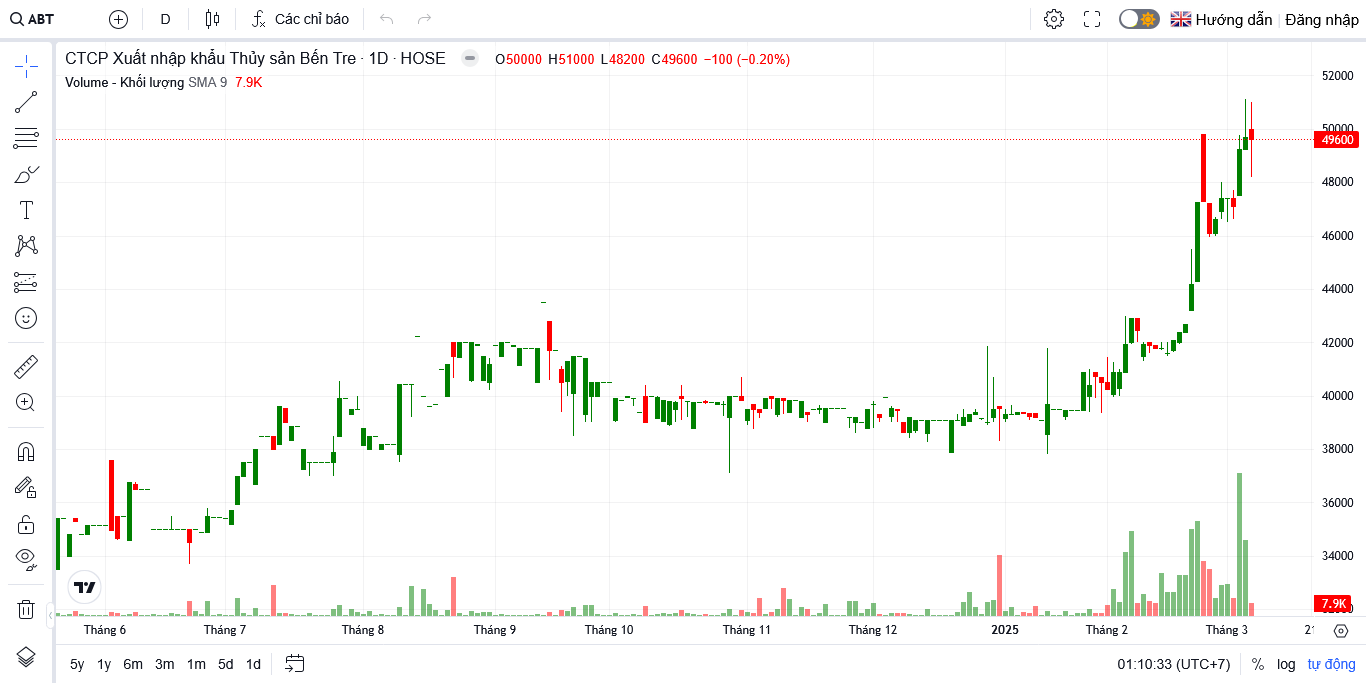 ABT
D
Các chỉ báo
Hướng dẫn
Đăng nhập
CTCP Xuất nhập khẩu Thủy sản Bến Tre · 1D · HOSE
O50000 H51000 L48200 C49600 −100 (−0.20%)
Volume - Khối lượng SMA 9 7.9K
52000
50000
49600
48000
46000
44000
42000
40000
38000
36000
34000
7.9K
Tháng 6 Tháng 7 Tháng 8 Tháng 9 Tháng 10 Tháng 11 Tháng 12 2025 Tháng 2 Tháng 3
5y 1y 6m 3m 1m 5d 1d
01:10:33 (UTC+7) % log tự động